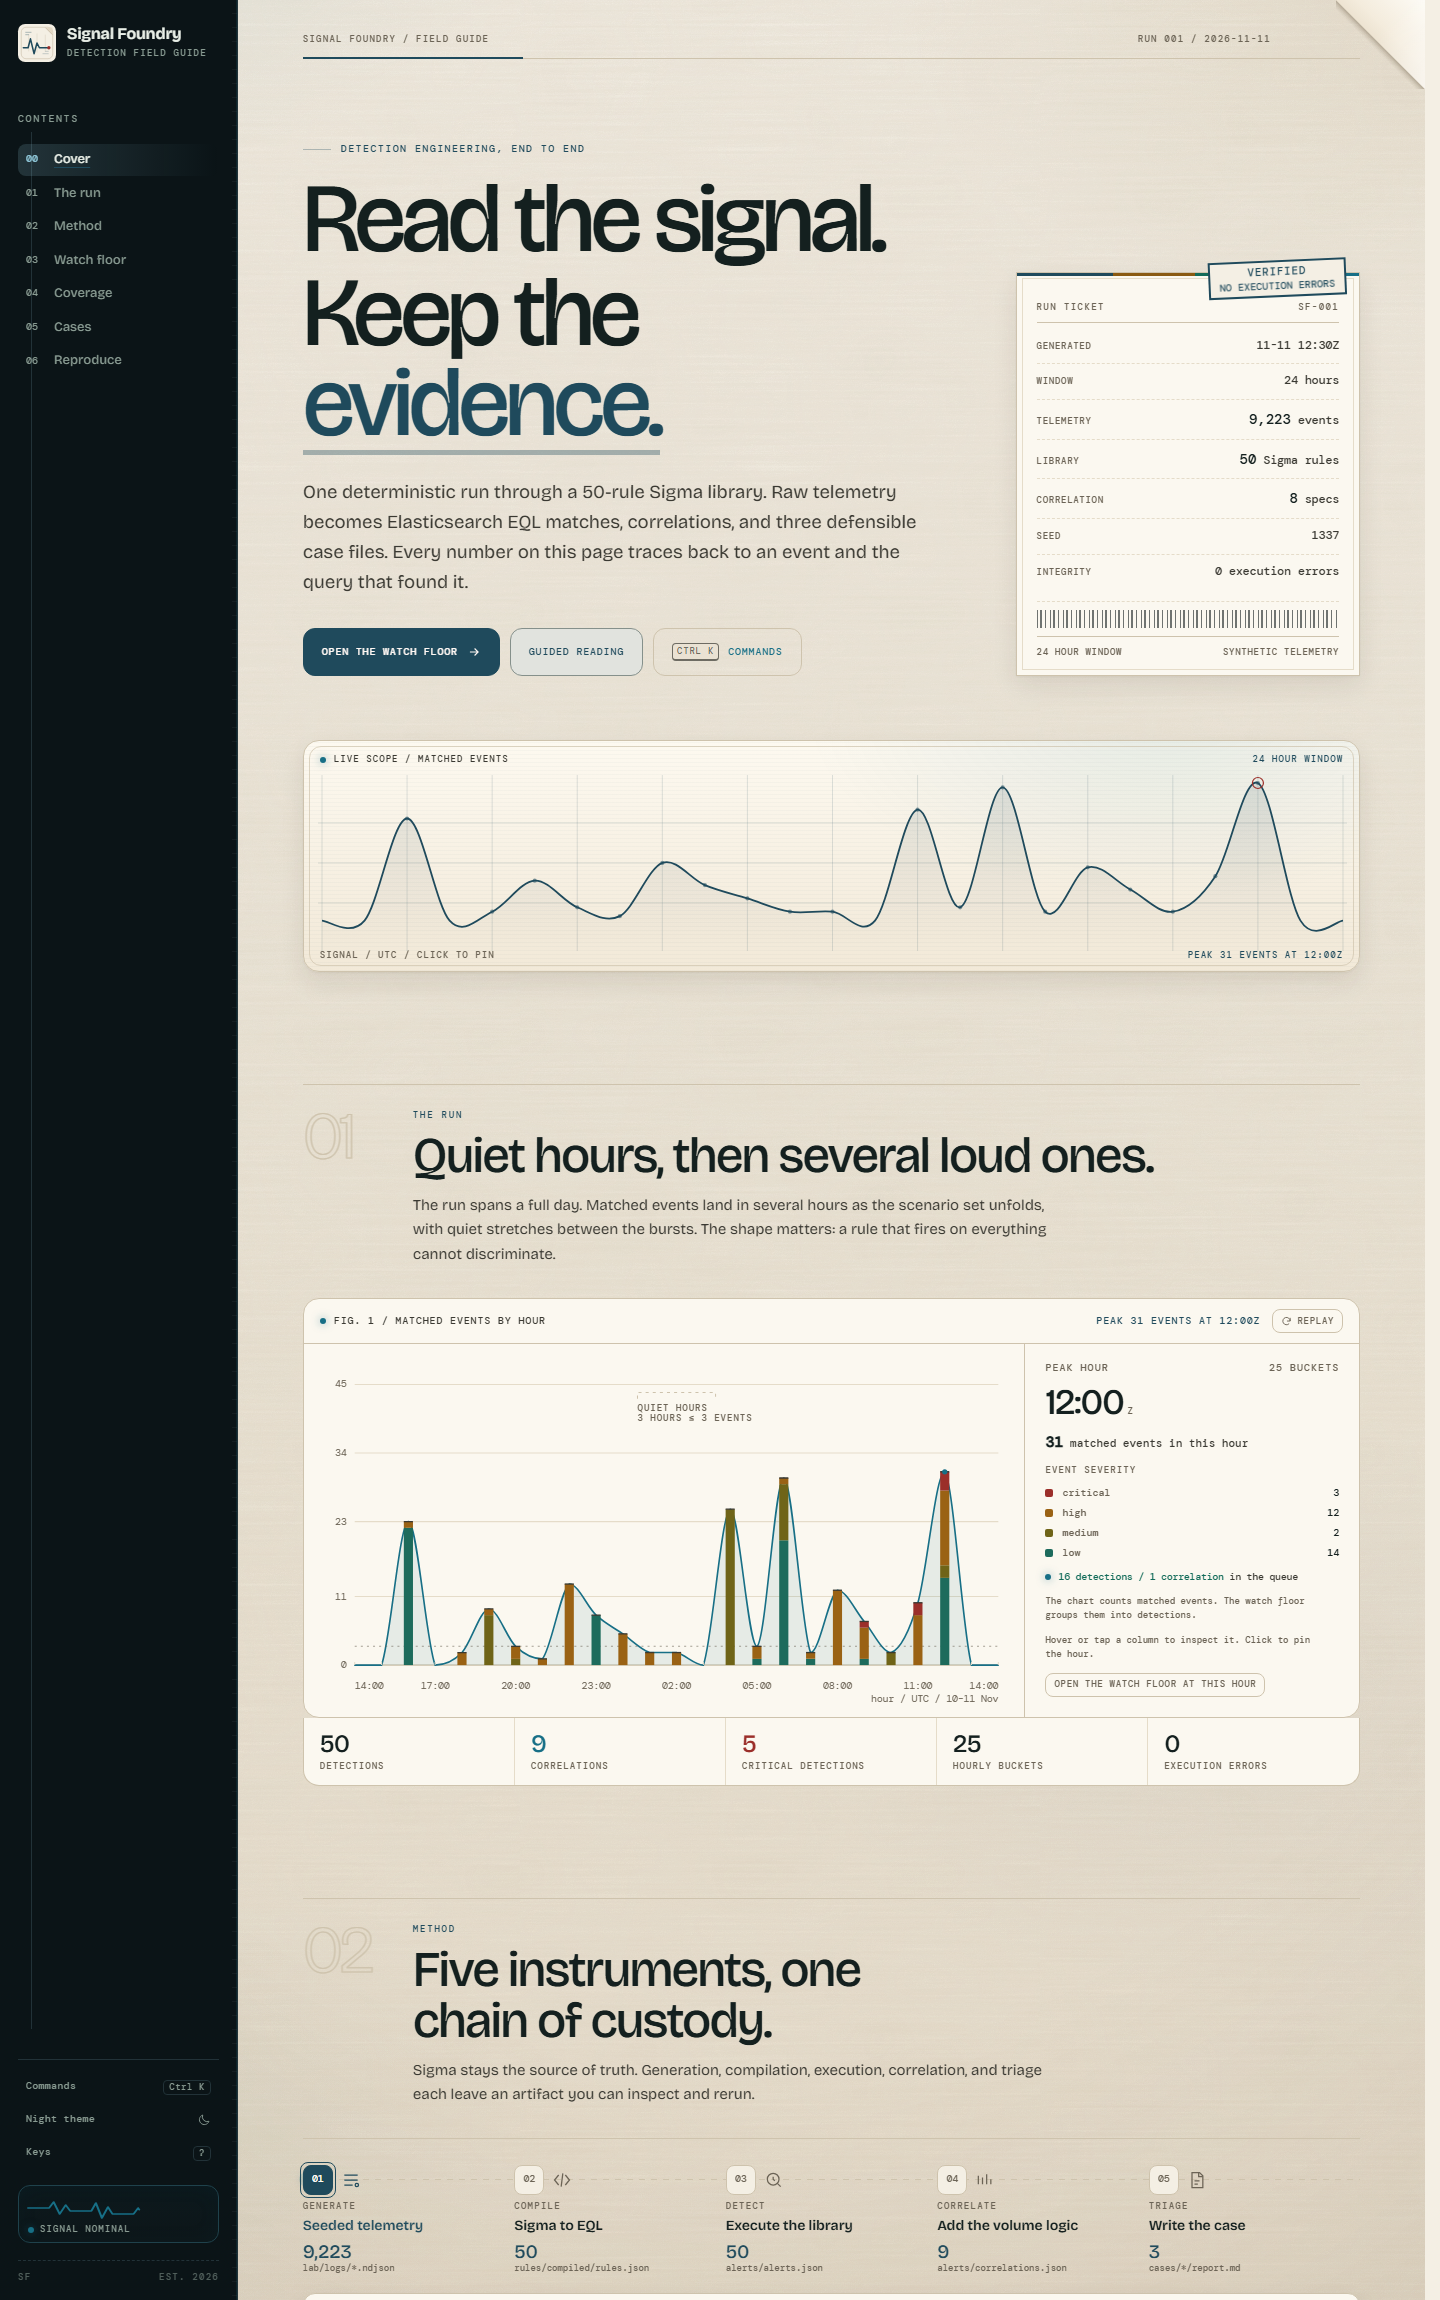 Signal Foundry
DETECTION FIELD GUIDE
CONTENTS
00 Cover
01 The run
02 Method
03 Watch floor
04 Coverage
05 Cases
06 Reproduce
Commands Ctrl K
Night theme
Keys ?
SIGNAL NOMINAL
SF EST. 2026
SIGNAL FOUNDRY / FIELD GUIDE
RUN 001 / 2026-11-11
DETECTION ENGINEERING, END TO END
Read the signal.
Keep the
evidence.
One deterministic run through a 50-rule Sigma library. Raw telemetry
becomes Elasticsearch EQL matches, correlations, and three defensible
case files. Every number on this page traces back to an event and the
query that found it.
OPEN THE WATCH FLOOR →
GUIDED READING
CTRL K COMMANDS
VERIFIED
NO EXECUTION ERRORS
RUN TICKET SF-001
GENERATED 11-11 12:30Z
WINDOW 24 hours
TELEMETRY 9,223 events
LIBRARY 50 Sigma rules
CORRELATION 8 specs
SEED 1337
INTEGRITY 0 execution errors
24 HOUR WINDOW SYNTHETIC TELEMETRY
LIVE SCOPE / MATCHED EVENTS
24 HOUR WINDOW
SIGNAL / UTC / CLICK TO PIN
PEAK 31 EVENTS AT 12:00Z
01
THE RUN
Quiet hours, then several loud ones.
The run spans a full day. Matched events land in several hours as the scenario set unfolds,
with quiet stretches between the bursts. The shape matters: a rule that fires on everything
cannot discriminate.
FIG. 1 / MATCHED EVENTS BY HOUR
PEAK 31 EVENTS AT 12:00Z
REPLAY
45
34
23
11
0
QUIET HOURS
3 HOURS ≤ 3 EVENTS
14:00 17:00 20:00 23:00 02:00 05:00 08:00 11:00 14:00
hour / UTC / 10-11 Nov
PEAK HOUR 25 BUCKETS
12:00 Z
31 matched events in this hour
EVENT SEVERITY
critical 3
high 12
medium 2
low 14
16 detections / 1 correlation in the queue
The chart counts matched events. The watch floor
groups them into detections.
Hover or tap a column to inspect it. Click to pin
the hour.
OPEN THE WATCH FLOOR AT THIS HOUR
50
DETECTIONS
9
CORRELATIONS
5
CRITICAL DETECTIONS
25
HOURLY BUCKETS
0
EXECUTION ERRORS
02
METHOD
Five instruments, one
chain of custody.
Sigma stays the source of truth. Generation, compilation, execution, correlation, and triage
each leave an artifact you can inspect and rerun.
01
GENERATE
Seeded telemetry
9,223
lab/logs/*.ndjson
02
COMPILE
Sigma to EQL
50
rules/compiled/rules.json
03
DETECT
Execute the library
50
alerts/alerts.json
04
CORRELATE
Add the volume logic
9
alerts/correlations.json
05
TRIAGE
Write the case
3
cases/*/report.md